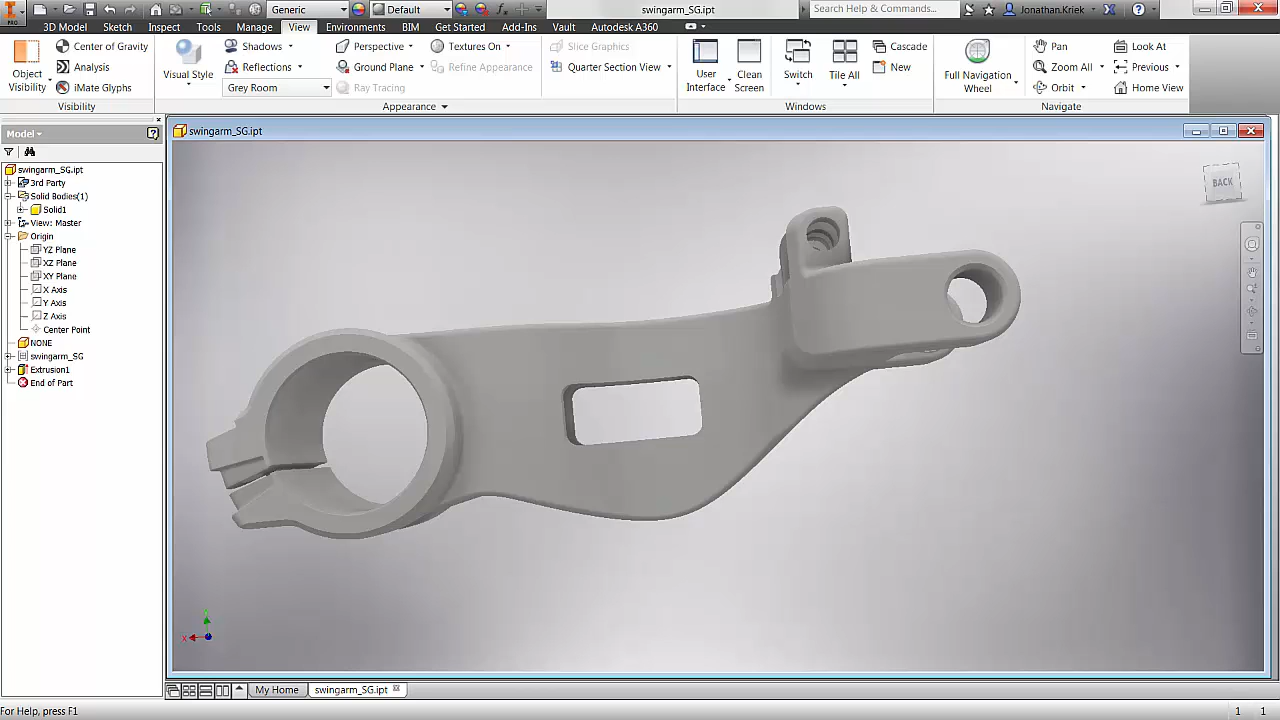 PRO
Generic
Default
swingarm_SG.ipt
Search Help & Commands...
Jonathan.Kriek
3D Model
Sketch
Inspect
Tools
Manage
View
Environments
BIM
Get Started
Add-Ins
Vault
Autodesk A360
Object Visibility
Center of Gravity
Analysis
iMate Glyphs
Visibility
Visual Style
Shadows
Reflections
Grey Room
Perspective
Ground Plane
Ray Tracing
Textures On
Refine Appearance
Appearance
Slice Graphics
Quarter Section View
User Interface
Clean Screen
Switch
Tile All
Cascade
New
Windows
Full Navigation Wheel
Pan
Zoom All
Orbit
Look At
Previous
Home View
Navigate
Model
swingarm_SG.ipt
3rd Party
Solid Bodies(1)
Solid1
View: Master
Origin
YZ Plane
XZ Plane
XY Plane
X Axis
Y Axis
Z Axis
Center Point
NONE
swingarm_SG
Extrusion1
End of Part
swingarm_SG.ipt
BACK
X
My Home
swingarm_SG.ipt
For Help, press F1
1 1